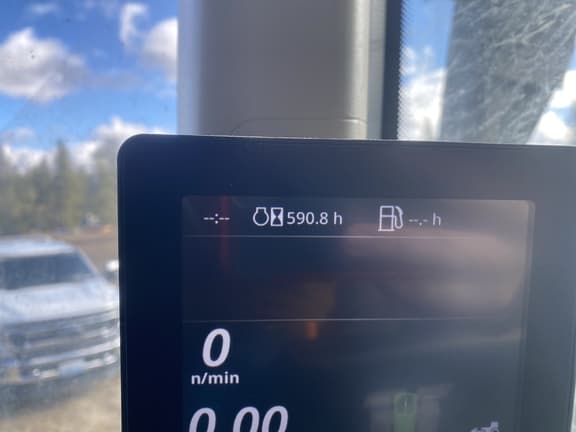 --:-- 590.8 h --.- h
0
n/min
0.00